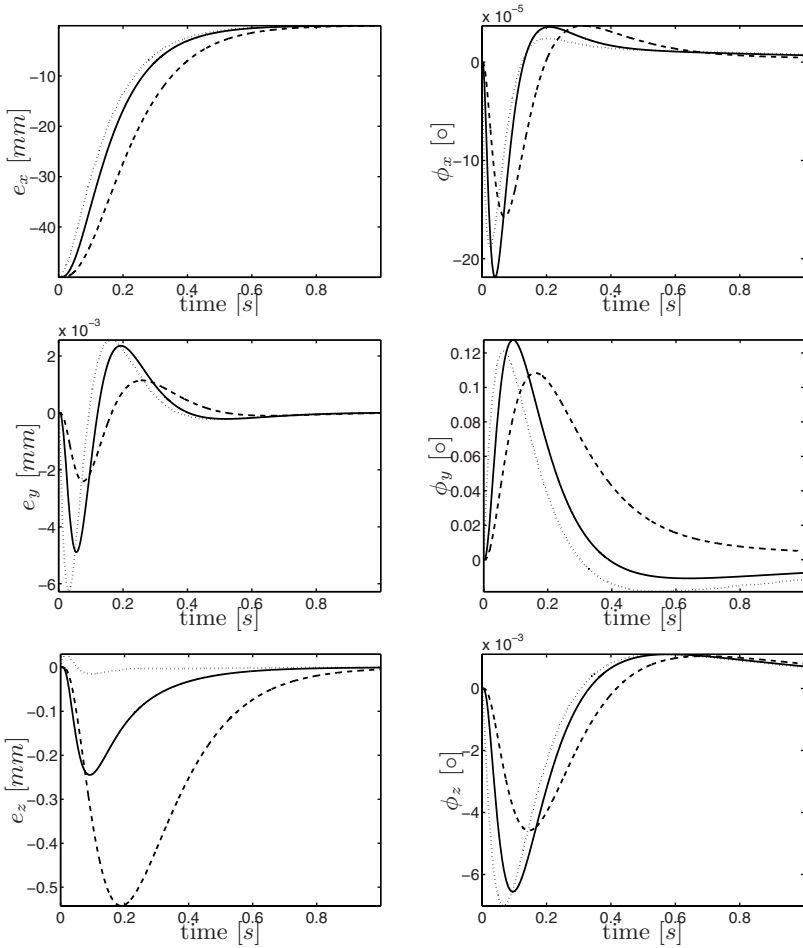 e_x [mm]
−10
−20
−30
−40
0 0.2 0.4 0.6 0.8
time [s]
x 10⁻⁵
ϕ_x [∘]
0
−10
−20
0 0.2 0.4 0.6 0.8
time [s]
x 10⁻³
e_y [mm]
2
0
−2
−4
−6
0 0.2 0.4 0.6 0.8
time [s]
ϕ_y [∘]
0.12
0.1
0.08
0.06
0.04
0.02
0
0 0.2 0.4 0.6 0.8
time [s]
e_z [mm]
0
−0.1
−0.2
−0.3
−0.4
−0.5
0 0.2 0.4 0.6 0.8
time [s]
x 10⁻³
ϕ_z [∘]
0
−2
−4
−6
0 0.2 0.4 0.6 0.8
time [s]